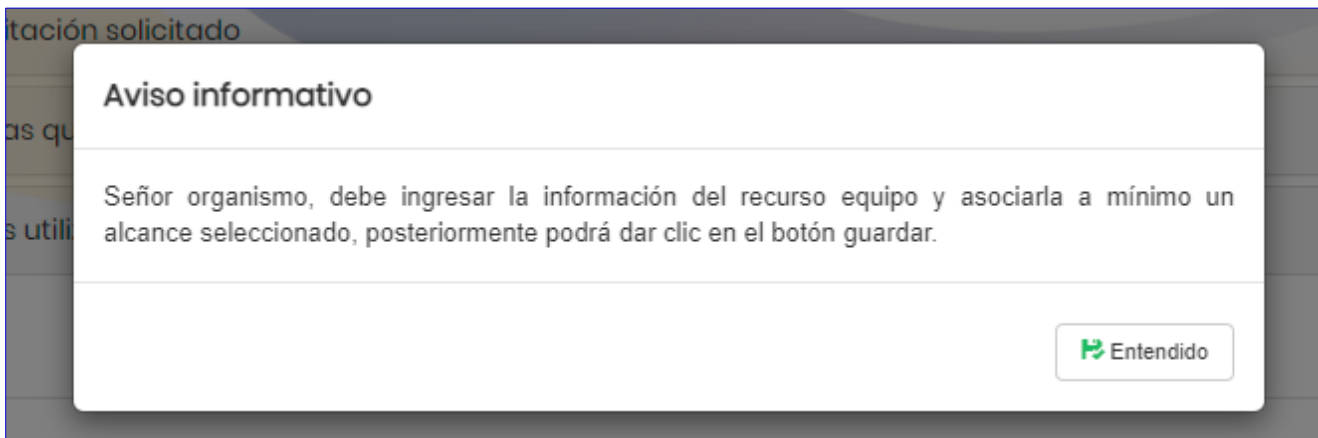 itación solicitado
Aviso informativo
as qu
Señor organismo, debe ingresar la información del recurso equipo y asociarla a mínimo un
alcance seleccionado, posteriormente podrá dar clic en el botón guardar.
s utili
Entendido